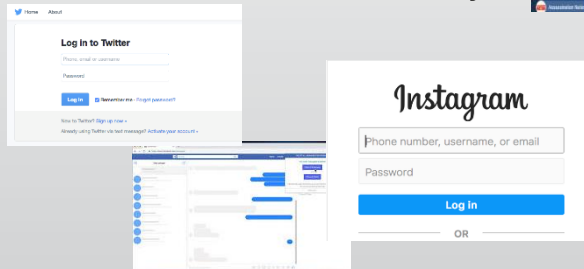 Home About
Log in to Twitter
Phone, email or username
Password
Log in Remember me · Forgot password?
New to Twitter? Sign up now »
Already using Twitter via text message? Activate your account »
Instagram
Phone number, username, or email
Password
Log In
OR